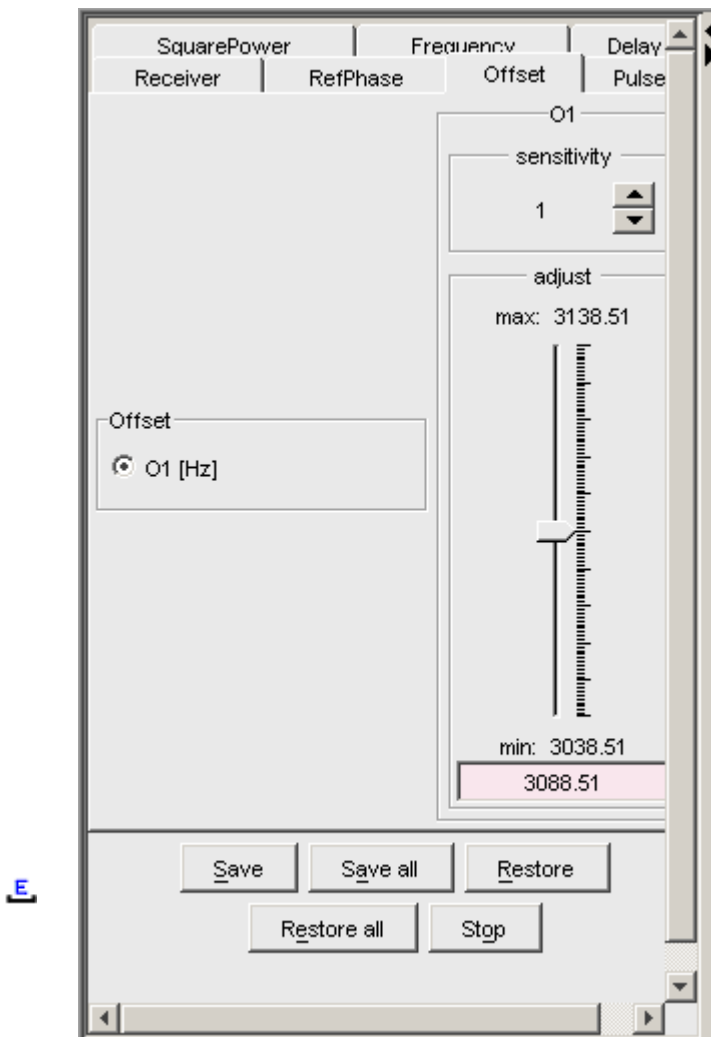 SquarePower Frequency Delay
Receiver RefPhase Offset Pulse
O1
sensitivity
1
adjust
max: 3138.51
Offset
O1 [Hz]
min: 3038.51
3088.51
Save Save all Restore
E
Restore all Stop